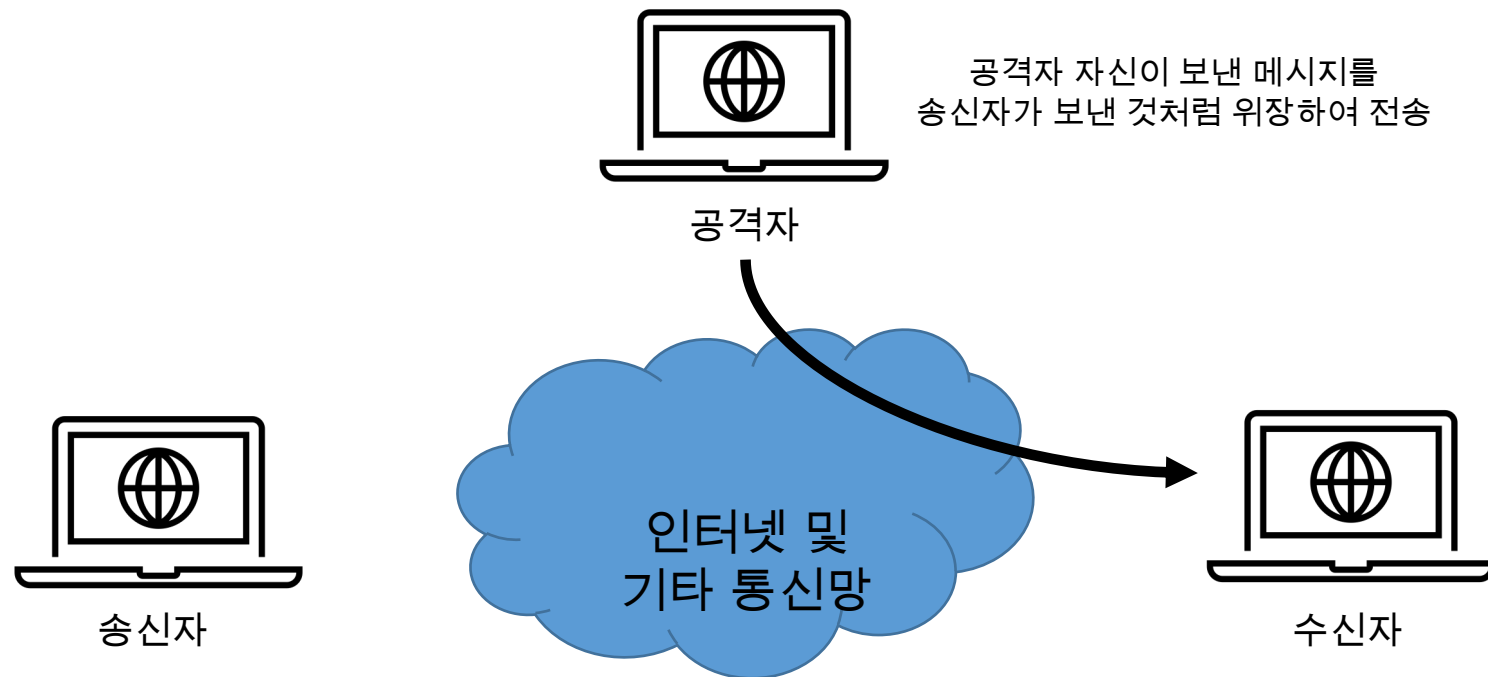 공격자 자신이 보낸 메시지를
송신자가 보낸 것처럼 위장하여 전송
공격자
인터넷 및
기타 통신망
송신자
수신자